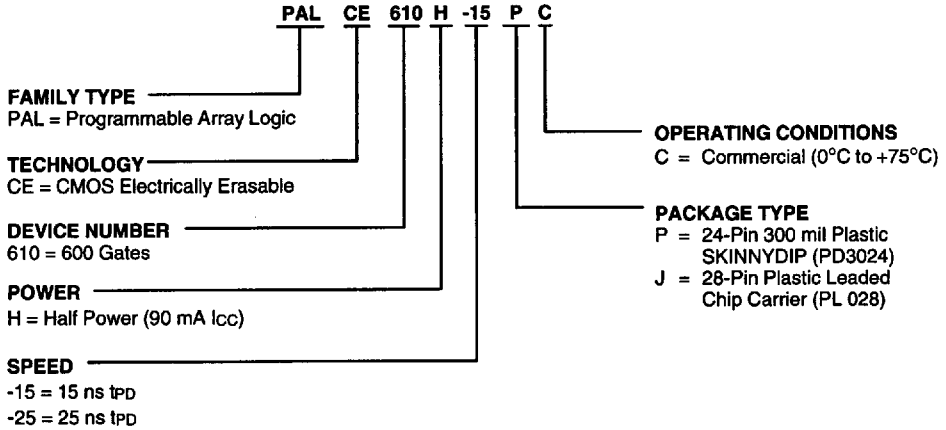 PAL CE 610 H -15 P C
FAMILY TYPE
PAL = Programmable Array Logic
TECHNOLOGY
CE = CMOS Electrically Erasable
DEVICE NUMBER
610 = 600 Gates
POWER
H = Half Power (90 mA ICC)
SPEED
-15 = 15 ns tPD
-25 = 25 ns tPD
OPERATING CONDITIONS
C = Commercial (0°C to +75°C)
PACKAGE TYPE
P = 24-Pin 300 mil Plastic
SKINNYDIP (PD3024)
J = 28-Pin Plastic Leaded
Chip Carrier (PL 028)